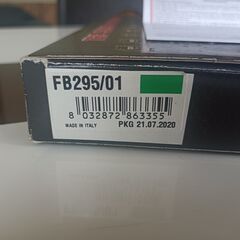 FB295/01
8 032872 863355
MADE IN ITALY PKG 21.07.2020